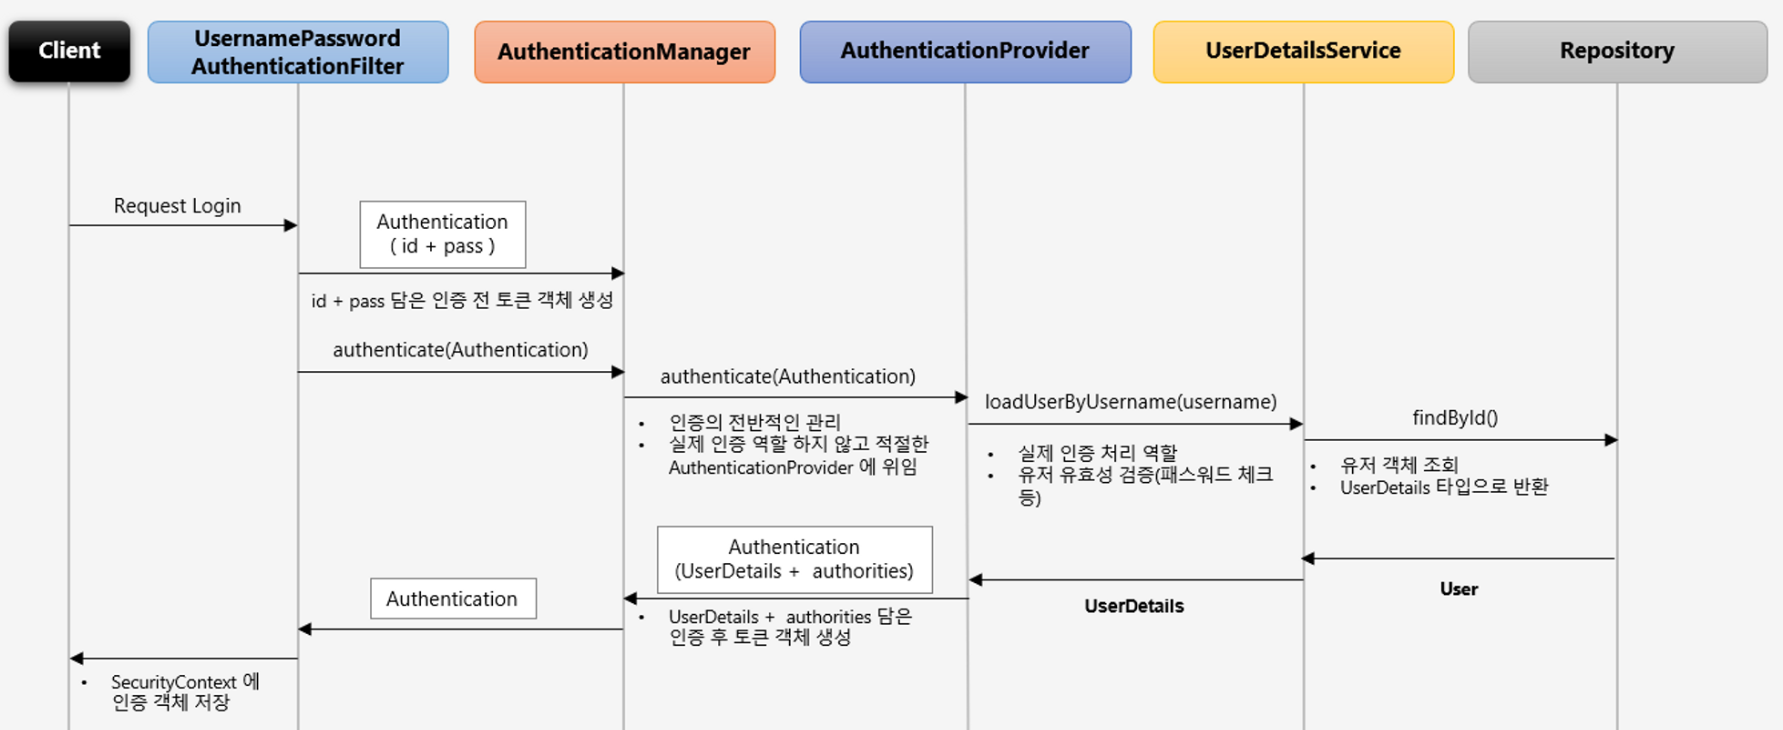 Client
UsernamePassword
AuthenticationFilter
AuthenticationManager
AuthenticationProvider
UserDetailsService
Repository
Request Login
Authentication
( id + pass )
id + pass 담은 인증 전 토큰 객체 생성
authenticate(Authentication)
authenticate(Authentication)
• 인증의 전반적인 관리
• 실제 인증 역할 하지 않고 적절한
AuthenticationProvider 에 위임
loadUserByUsername(username)
• 실제 인증 처리 역할
• 유저 유효성 검증(패스워드 체크
등)
findById()
• 유저 객체 조회
• UserDetails 타입으로 반환
User
UserDetails
Authentication
(UserDetails + authorities)
• UserDetails + authorities 담은
인증 후 토큰 객체 생성
Authentication
• SecurityContext 에
인증 객체 저장